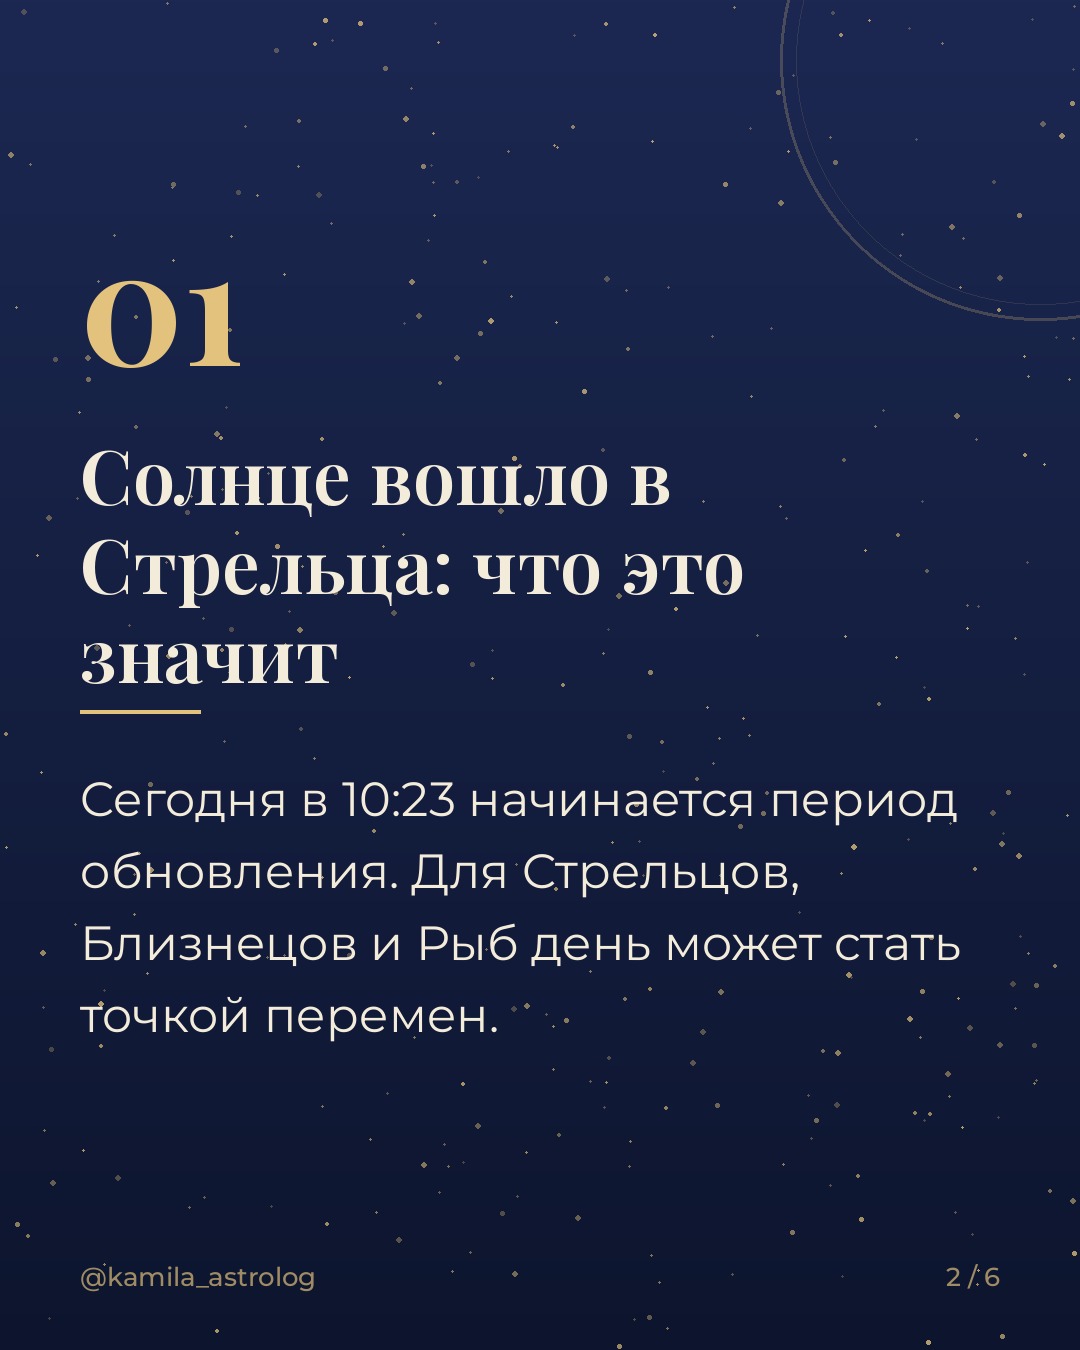 01
Солнце вошло в
Стрельца: что это
значит
Сегодня в 10:23 начинается период
обновления. Для Стрельцов,
Близнецов и Рыб день может стать
точкой перемен.
@kamila_astrolog
2 / 6